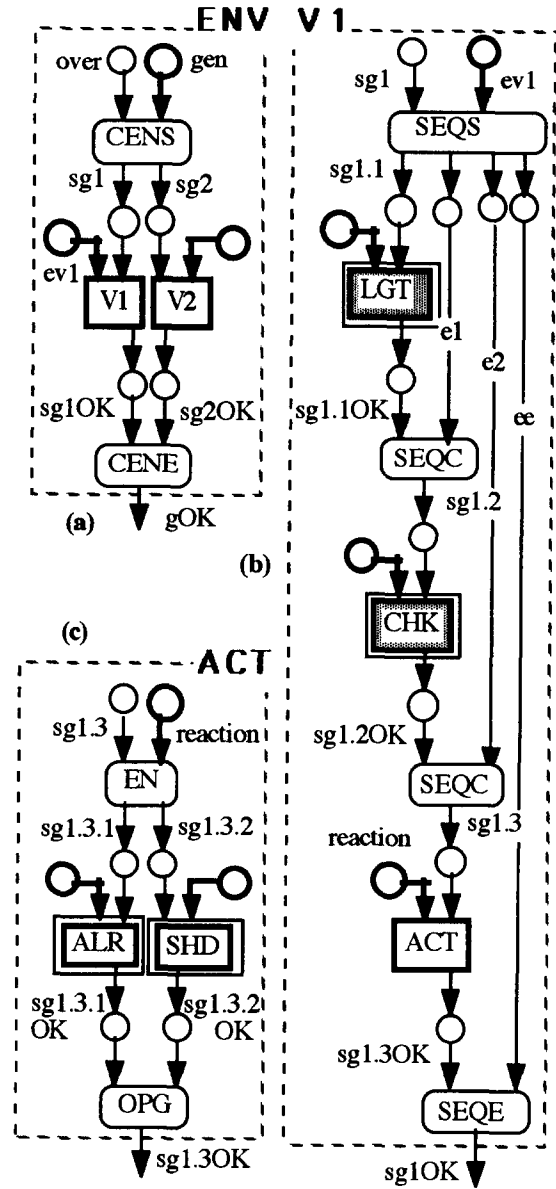 ENV V1
over
gen
CENS
sg1
sg2
ev1
V1
V2
sg1OK
sg2OK
CENE
(a)
gOK
(b)
sg1
ev1
SEQS
sg1.1
LGT
e1
e2
ee
sg1.1OK
SEQC
sg1.2
CHK
sg1.2OK
SEQC
sg1.3
reaction
ACT
sg1.3OK
SEQE
sg1OK
(c)
ACT
sg1.3
reaction
EN
sg1.3.1
sg1.3.2
ALR
SHD
sg1.3.1
OK
sg1.3.2
OK
OPG
sg1.3OK